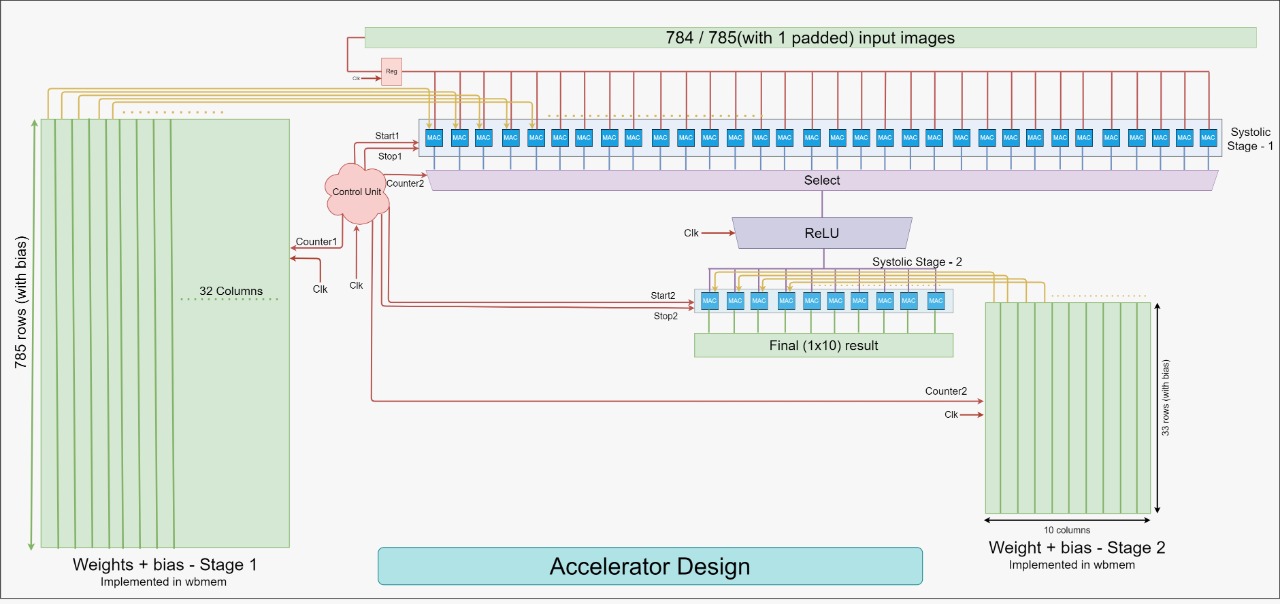 784 / 785(with 1 padded) input images
Reg
Clk
MAC MAC MAC MAC MAC MAC MAC MAC MAC MAC MAC MAC MAC MAC MAC MAC MAC MAC MAC MAC MAC MAC MAC MAC MAC MAC MAC MAC MAC MAC MAC MAC
Systolic
Stage - 1
Start1
Stop1
Control Unit
Counter2
Select
Clk
ReLU
Counter1
Clk
Clk
Systolic Stage - 2
785 rows (with bias)
32 Columns
Start2
Stop2
MAC MAC MAC MAC MAC MAC MAC MAC MAC MAC
Final (1x10) result
Counter2
Clk
33 rows (with bias)
10 columns
Weight + bias - Stage 2
Implemented in wbmem
Weights + bias - Stage 1
Implemented in wbmem
Accelerator Design